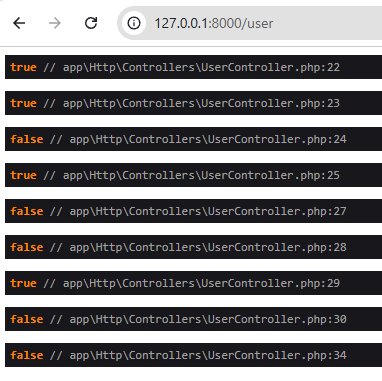 127.0.0.1:8000/user
true // app\Http\Controllers\UserController.php:22
true // app\Http\Controllers\UserController.php:23
false // app\Http\Controllers\UserController.php:24
true // app\Http\Controllers\UserController.php:25
false // app\Http\Controllers\UserController.php:27
false // app\Http\Controllers\UserController.php:28
true // app\Http\Controllers\UserController.php:29
false // app\Http\Controllers\UserController.php:30
false // app\Http\Controllers\UserController.php:34